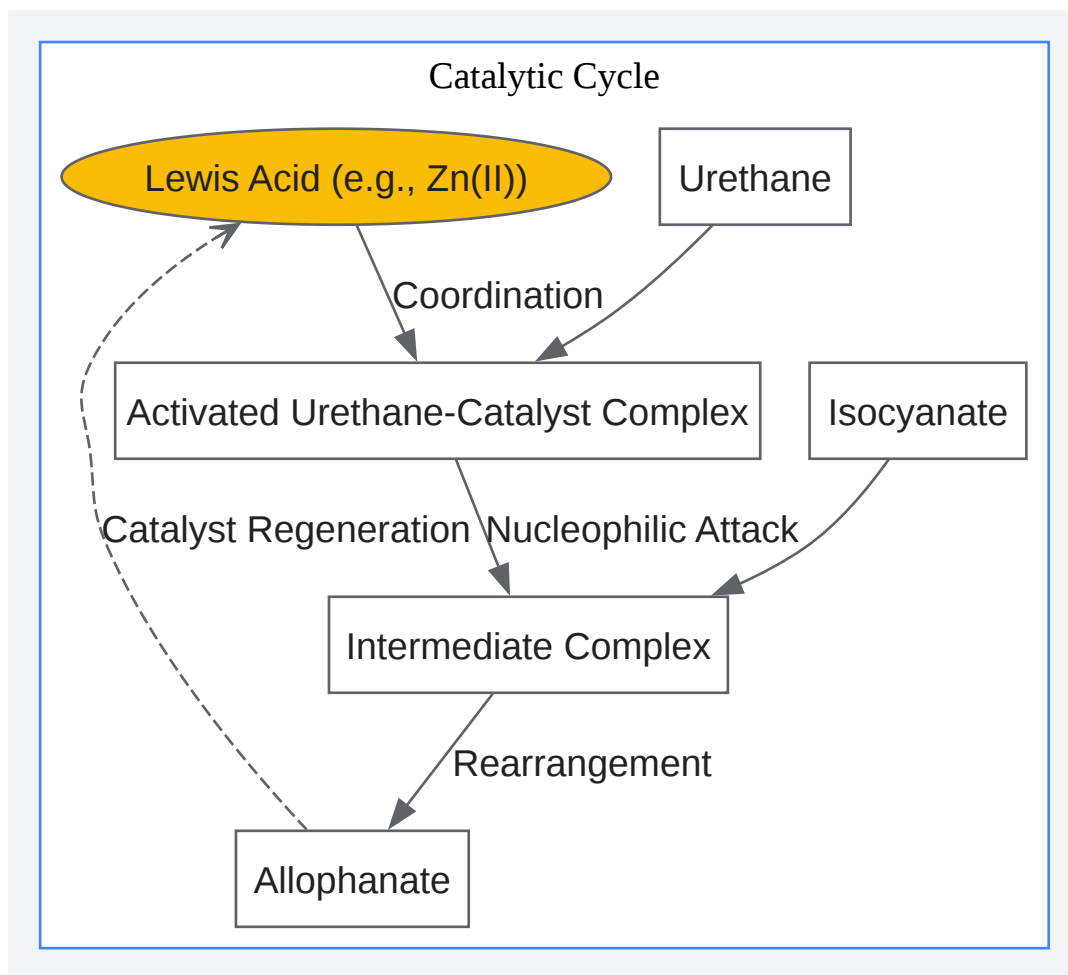 Catalytic Cycle
Lewis Acid (e.g., Zn(II))
Urethane
Coordination
Activated Urethane-Catalyst Complex
Isocyanate
Catalyst Regeneration
Nucleophilic Attack
Intermediate Complex
Rearrangement
Allophanate